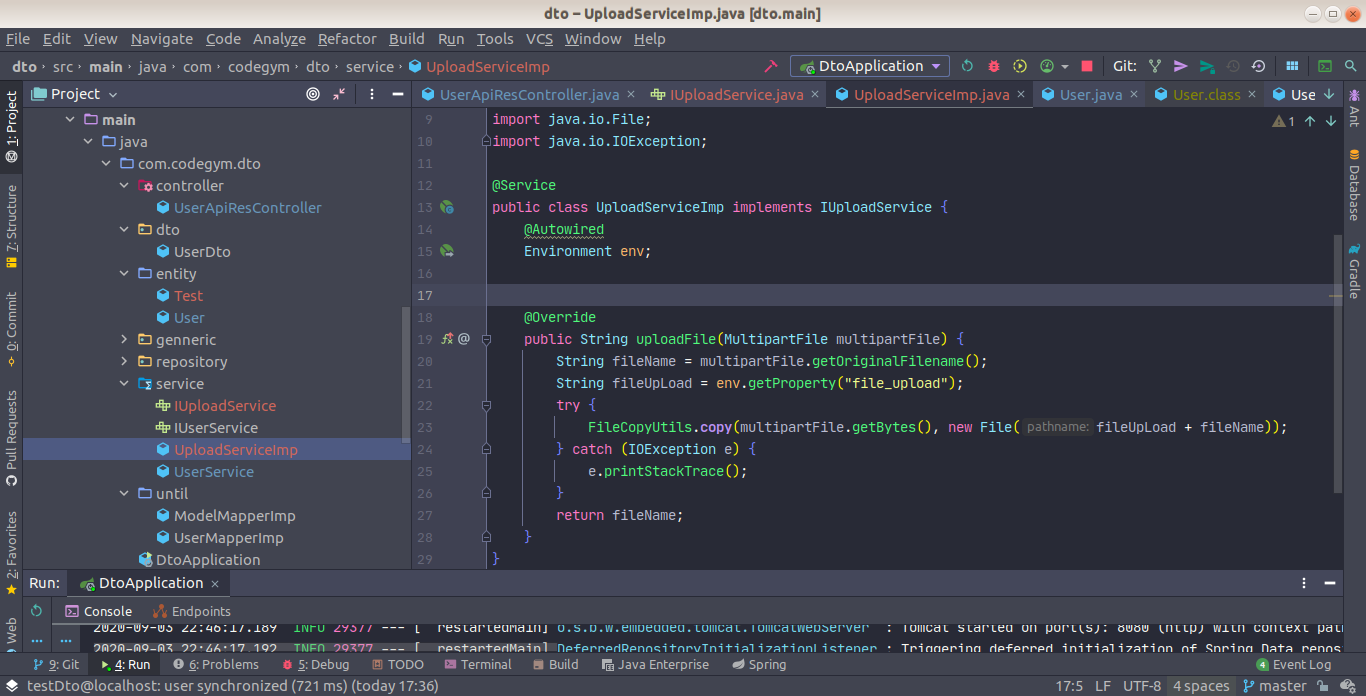 dto – UploadServiceImp.java [dto.main]
File Edit View Navigate Code Analyze Refactor Build Run Tools VCS Window Help
dto › src › main › java › com › codegym › dto › service › UploadServiceImp DtoApplication Git:
1: Project
7: Structure
0: Commit
Pull Requests
2: Favorites
Web
Project
main
java
com.codegym.dto
controller
UserApiResController
dto
UserDto
entity
Test
User
genneric
repository
service
IUploadService
IUserService
UploadServiceImp
UserService
until
ModelMapperImp
UserMapperImp
DtoApplication
UserApiResController.java × IUploadService.java × UploadServiceImp.java × User.java × User.class × Use
1
9 import java.io.File;
10 import java.io.IOException;
11
12 @Service
13 public class UploadServiceImp implements IUploadService {
14 @Autowired
15 Environment env;
16
17
18 @Override
19 @ public String uploadFile(MultipartFile multipartFile) {
20 String fileName = multipartFile.getOriginalFilename();
21 String fileUpLoad = env.getProperty("file_upload");
22 try {
23 FileCopyUtils.copy(multipartFile.getBytes(), new File( pathname: fileUpLoad + fileName));
24 } catch (IOException e) {
25 e.printStackTrace();
26 }
27 return fileName;
28 }
29 }
Ant
Database
Gradle
Run: DtoApplication ×
Console Endpoints
2020-09-03 22:46:17.189 INFO 29377 --- [ restartedMain] o.s.b.w.embedded.tomcat.TomcatWebServer : Tomcat started on port(s): 8080 (http) with context pat
2020-09-03 22:46:17.192 INFO 29377 --- [ restartedMain] DeferredRepositoryInitializationListener : Triggering deferred initialization of Spring Data repos
9: Git 4: Run 6: Problems 5: Debug TODO Terminal Build Java Enterprise Spring 4 Event Log
testDto@localhost: user synchronized (721 ms) (today 17:36) 17:5 LF UTF-8 4 spaces master